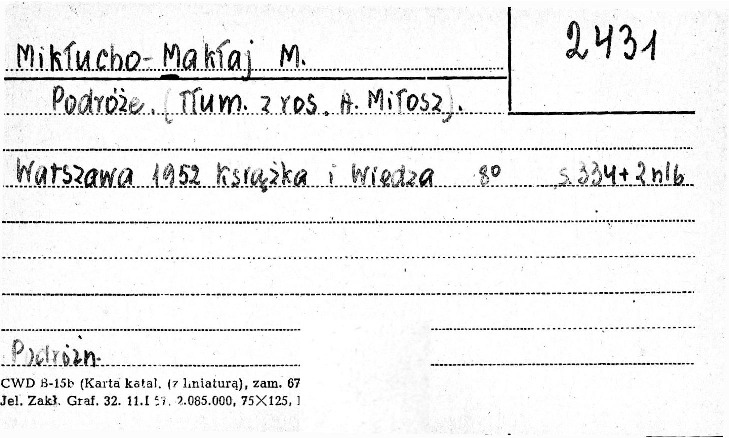 2431
Mikłucho-Makłaj M.
Podróże. (Tłum. z ros. A. Miłosz).
Warszawa 1952 Książka i Wiedza 8° s. 334+2 nlb
Podróżn.
CWD B-15b (Karta katal. (z liniaturą), zam. 67
Jel. Zakł. Graf. 32. 11.I 57. 2.085.000, 75×125,